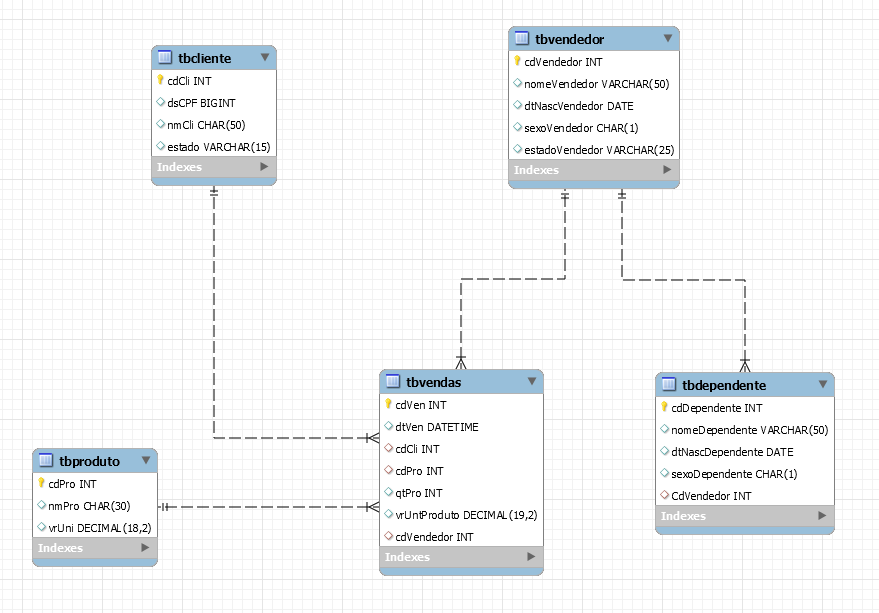 tbcliente
cdCli INT
dsCPF BIGINT
nmCli CHAR(50)
estado VARCHAR(15)
Indexes
tbvendedor
cdVendedor INT
nomeVendedor VARCHAR(50)
dtNascVendedor DATE
sexoVendedor CHAR(1)
estadoVendedor VARCHAR(25)
Indexes
tbproduto
cdPro INT
nmPro CHAR(30)
vrUni DECIMAL(18,2)
Indexes
tbvendas
cdVen INT
dtVen DATETIME
cdCli INT
cdPro INT
qtPro INT
vrUntProduto DECIMAL(19,2)
cdVendedor INT
Indexes
tbdependente
cdDependente INT
nomeDependente VARCHAR(50)
dtNascDependente DATE
sexoDependente CHAR(1)
CdVendedor INT
Indexes